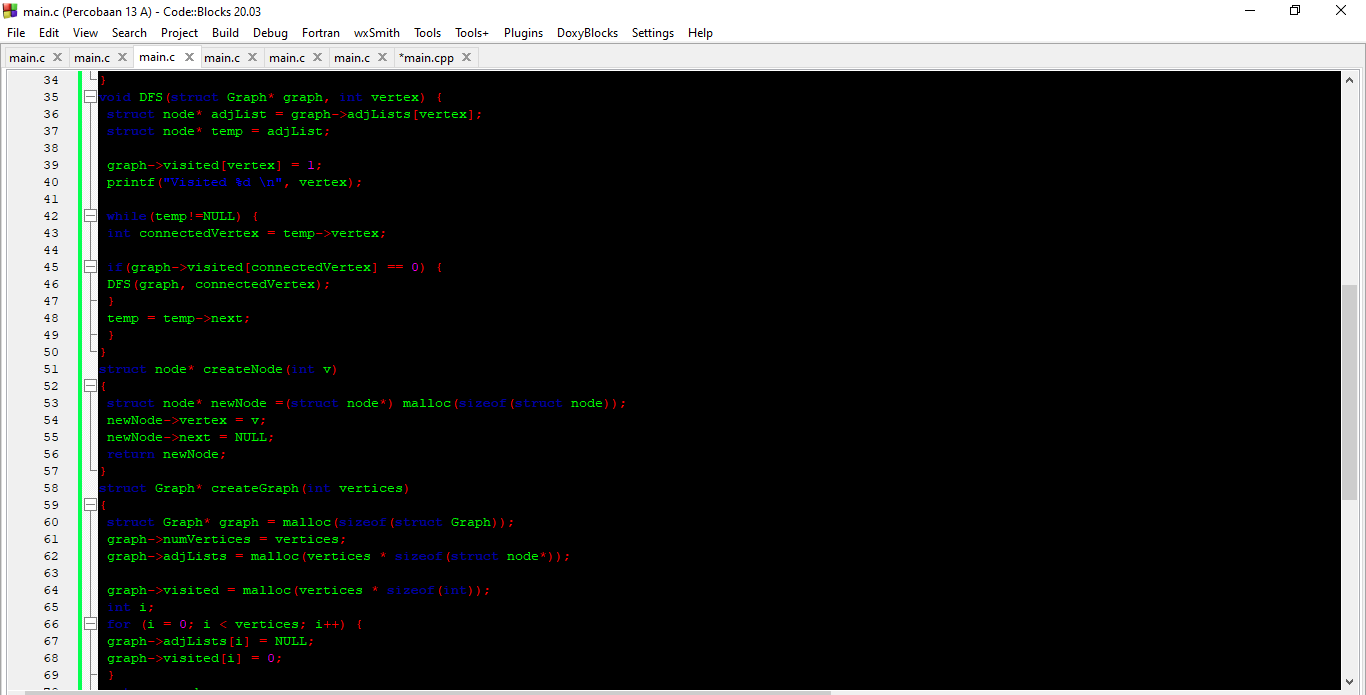 main.c (Percobaan 13 A) - Code::Blocks 20.03
File Edit View Search Project Build Debug Fortran wxSmith Tools Tools+ Plugins DoxyBlocks Settings Help
main.c main.c main.c main.c main.c main.c *main.cpp
34 }
35 void DFS(struct Graph* graph, int vertex) {
36 struct node* adjList = graph->adjLists[vertex];
37 struct node* temp = adjList;
38
39 graph->visited[vertex] = 1;
40 printf("Visited %d \n", vertex);
41
42 while(temp!=NULL) {
43 int connectedVertex = temp->vertex;
44
45 if(graph->visited[connectedVertex] == 0) {
46 DFS(graph, connectedVertex);
47 }
48 temp = temp->next;
49 }
50 }
51 struct node* createNode(int v)
52 {
53 struct node* newNode =(struct node*) malloc(sizeof(struct node));
54 newNode->vertex = v;
55 newNode->next = NULL;
56 return newNode;
57 }
58 struct Graph* createGraph(int vertices)
59 {
60 struct Graph* graph = malloc(sizeof(struct Graph));
61 graph->numVertices = vertices;
62 graph->adjLists = malloc(vertices * sizeof(struct node*));
63
64 graph->visited = malloc(vertices * sizeof(int));
65 int i;
66 for (i = 0; i < vertices; i++) {
67 graph->adjLists[i] = NULL;
68 graph->visited[i] = 0;
69 }